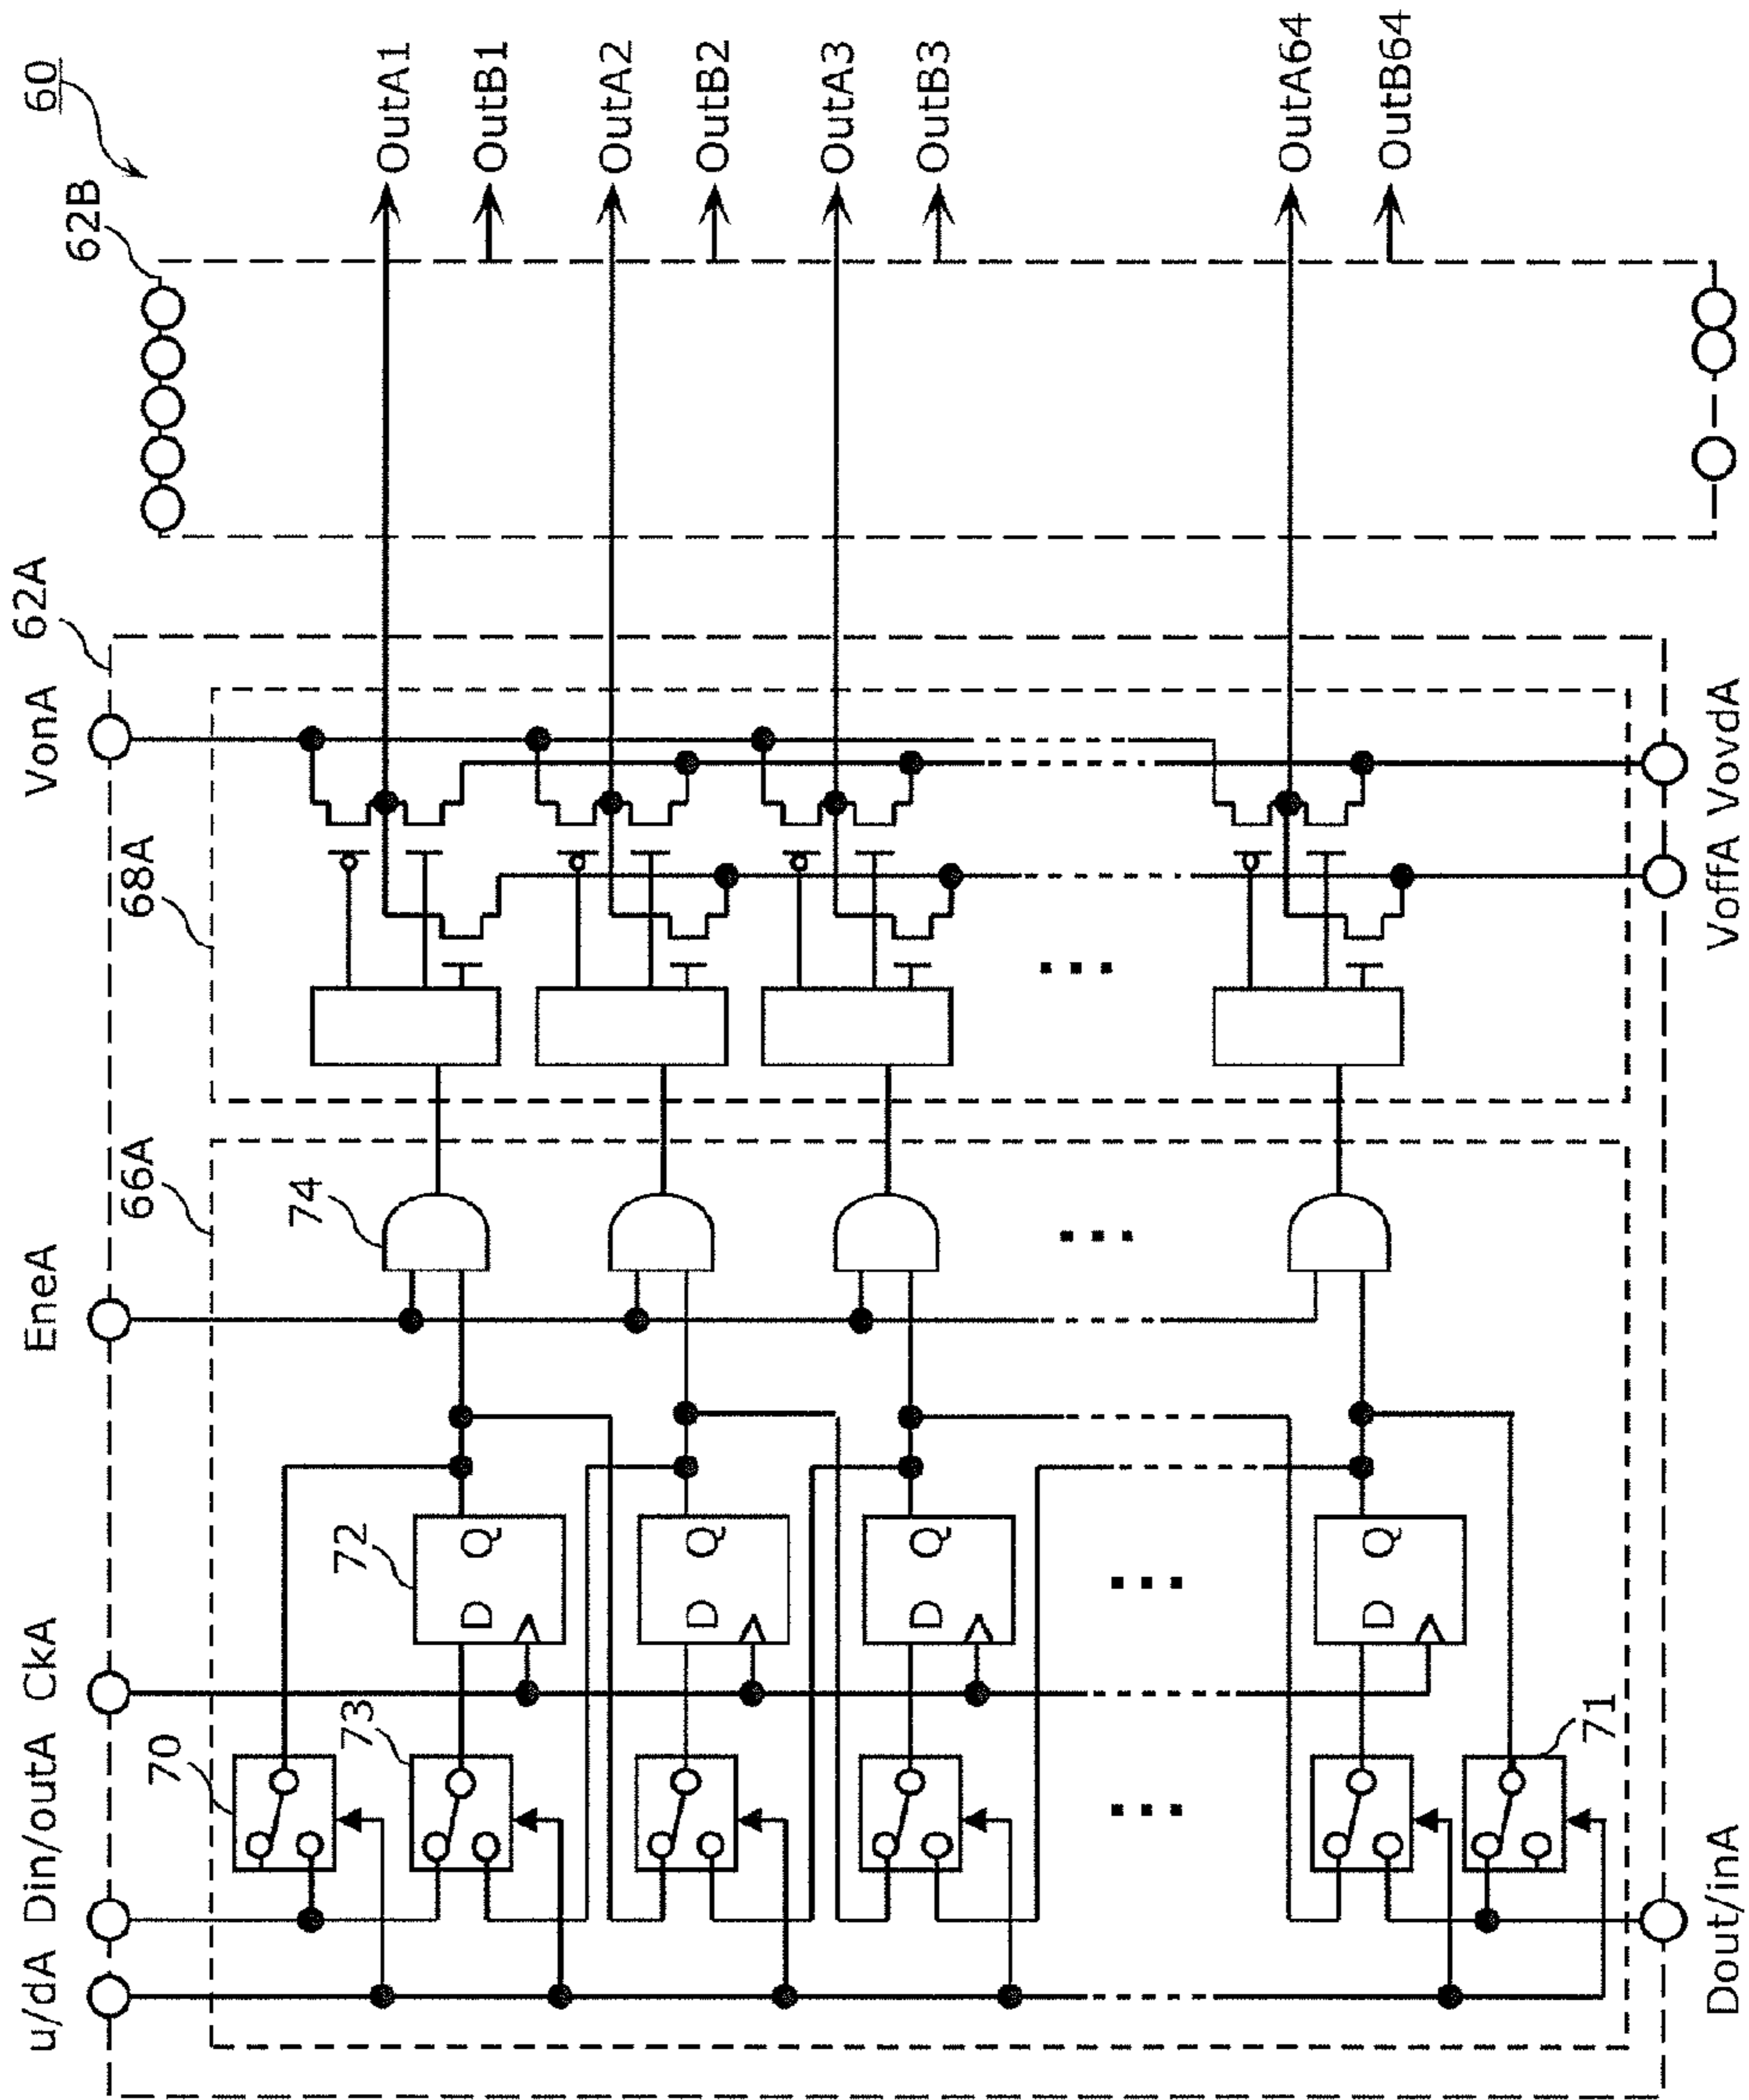 60
62B
OutA1
OutB1
OutA2
OutB2
OutA3
OutB3
OutA64
OutB64
62A
VonA
68A
VovdA
VoffA
EneA
66A
74
CkA
Din/outA
u/dA
70
73
72
D Q
D Q
D Q
D Q
71
Dout/inA